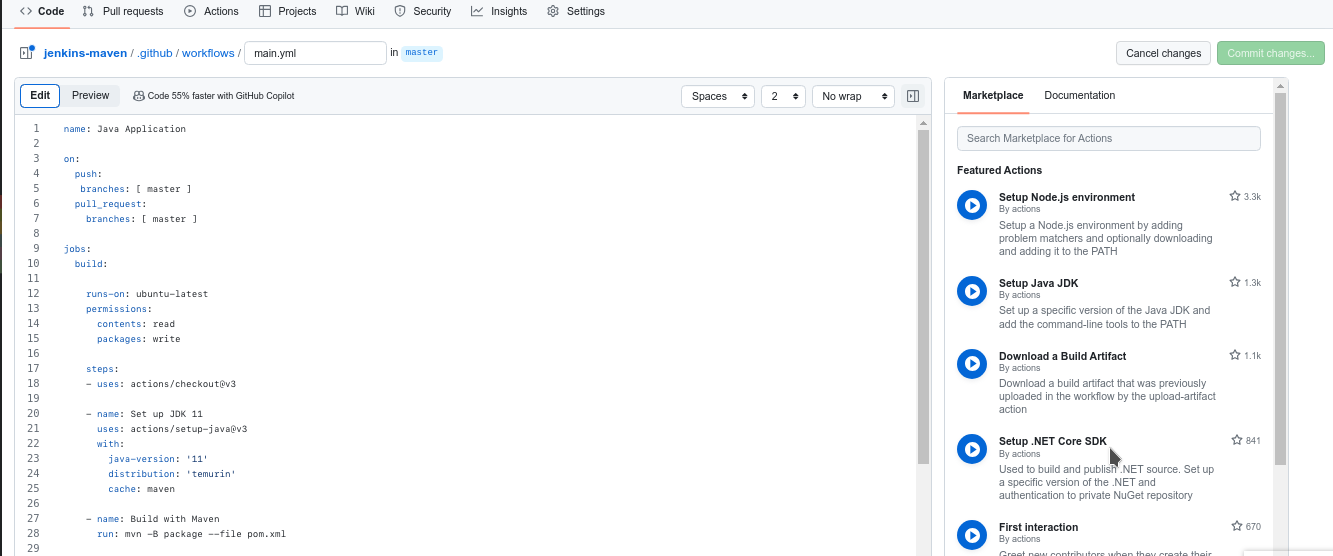 Code Pull requests Actions Projects Wiki Security Insights Settings
jenkins-maven / .github / workflows / main.yml in master Cancel changes Commit changes...
Edit Preview Code 55% faster with GitHub Copilot Spaces 2 No wrap
1 name: Java Application
2
3 on:
4 push:
5 branches: [ master ]
6 pull_request:
7 branches: [ master ]
8
9 jobs:
10 build:
11
12 runs-on: ubuntu-latest
13 permissions:
14 contents: read
15 packages: write
16
17 steps:
18 - uses: actions/checkout@v3
19
20 - name: Set up JDK 11
21 uses: actions/setup-java@v3
22 with:
23 java-version: '11'
24 distribution: 'temurin'
25 cache: maven
26
27 - name: Build with Maven
28 run: mvn -B package --file pom.xml
29
Marketplace Documentation
Search Marketplace for Actions
Featured Actions
Setup Node.js environment 3.3k
By actions
Setup a Node.js environment by adding
problem matchers and optionally downloading
and adding it to the PATH
Setup Java JDK 1.3k
By actions
Set up a specific version of the Java JDK and
add the command-line tools to the PATH
Download a Build Artifact 1.1k
By actions
Download a build artifact that was previously
uploaded in the workflow by the upload-artifact
action
Setup .NET Core SDK 841
By actions
Used to build and publish .NET source. Set up
a specific version of the .NET and
authentication to private NuGet repository
First interaction 670
By actions
Greet new contributors when they create their